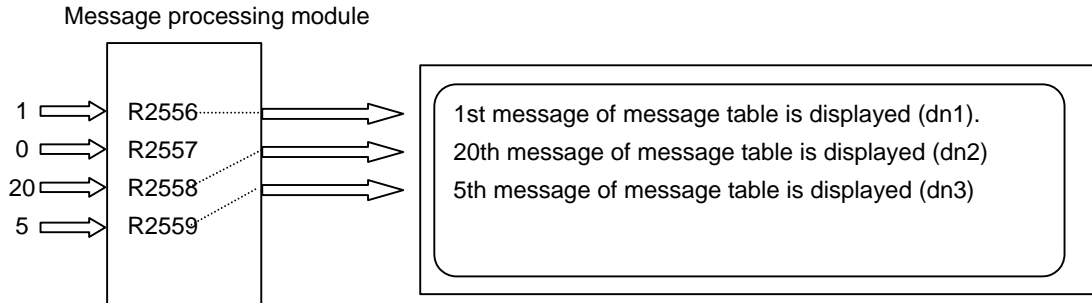 Message processing module
1 R2556 1st message of message table is displayed (dn1).
0 R2557 20th message of message table is displayed (dn2)
20 R2558 5th message of message table is displayed (dn3)
5 R2559